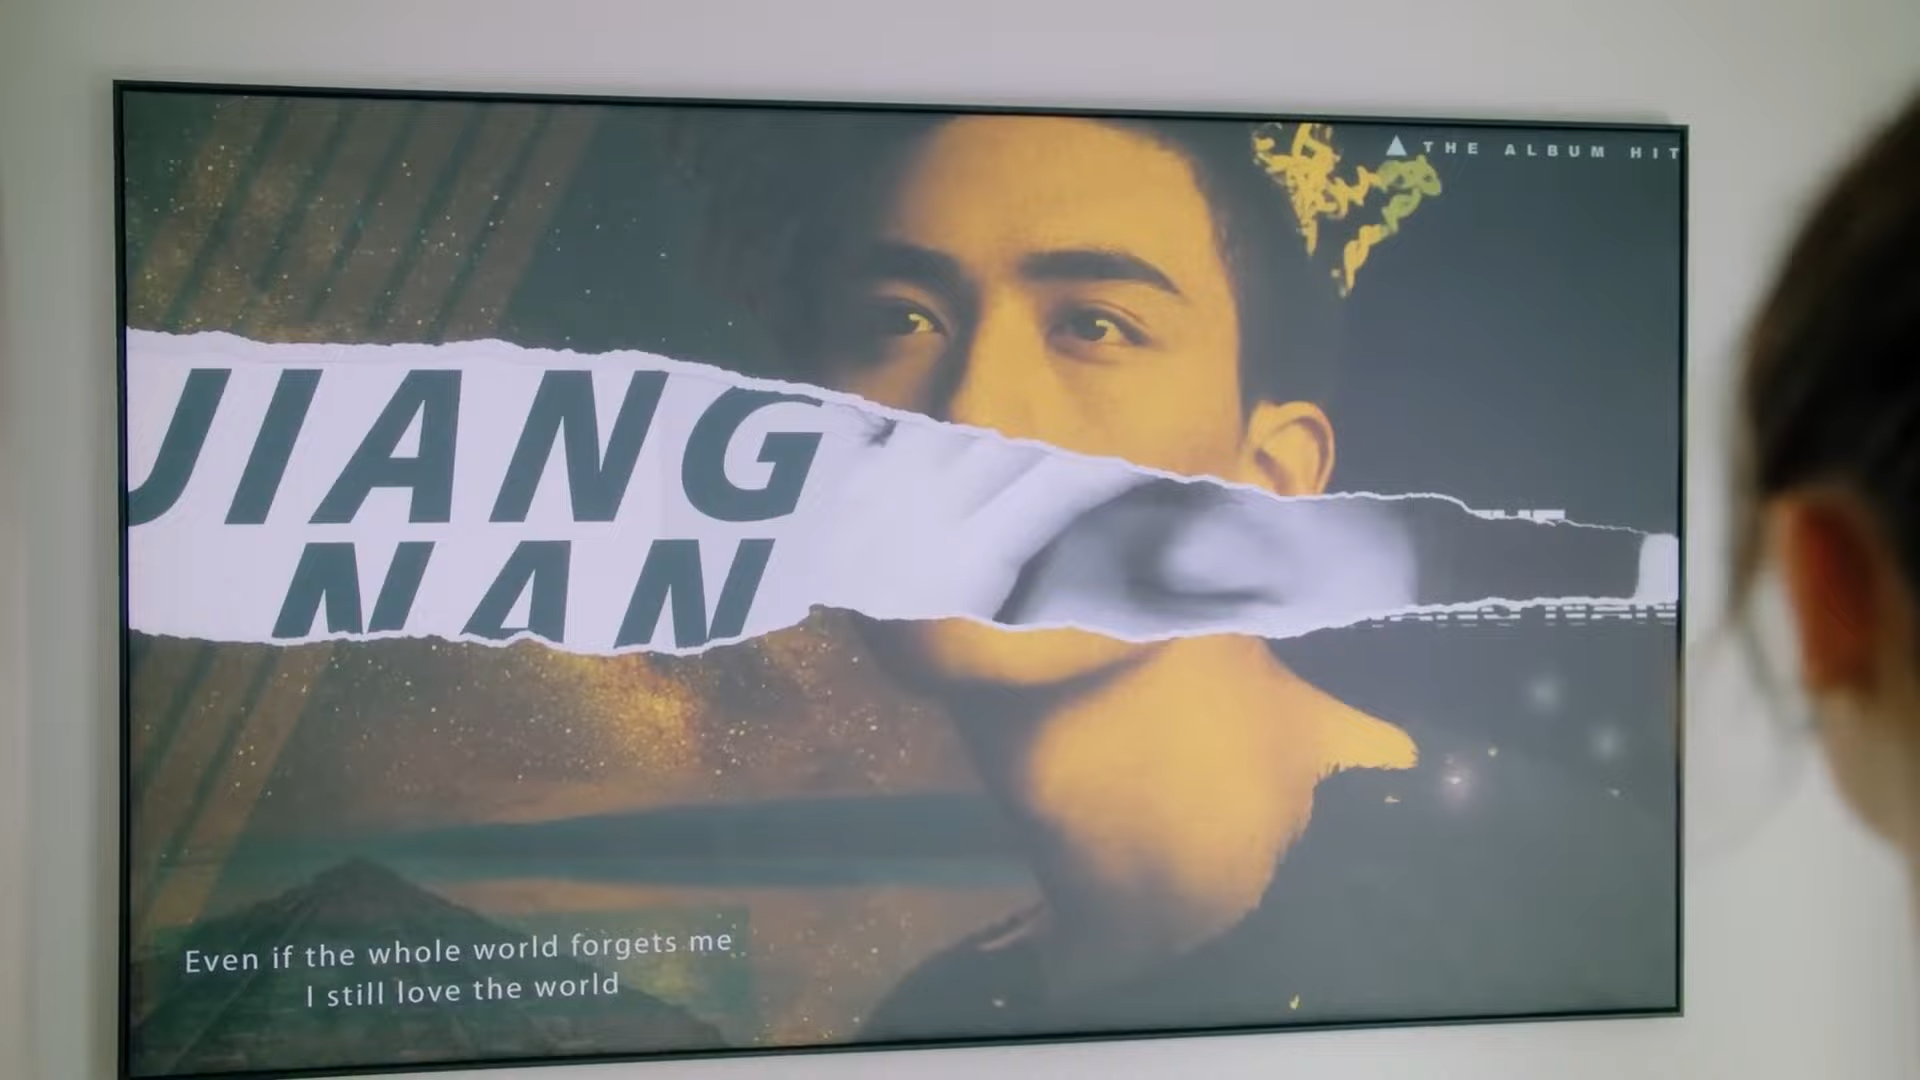 THE ALBUM HIT
JIANG
NAN
Even if the whole world forgets me
I still love the world